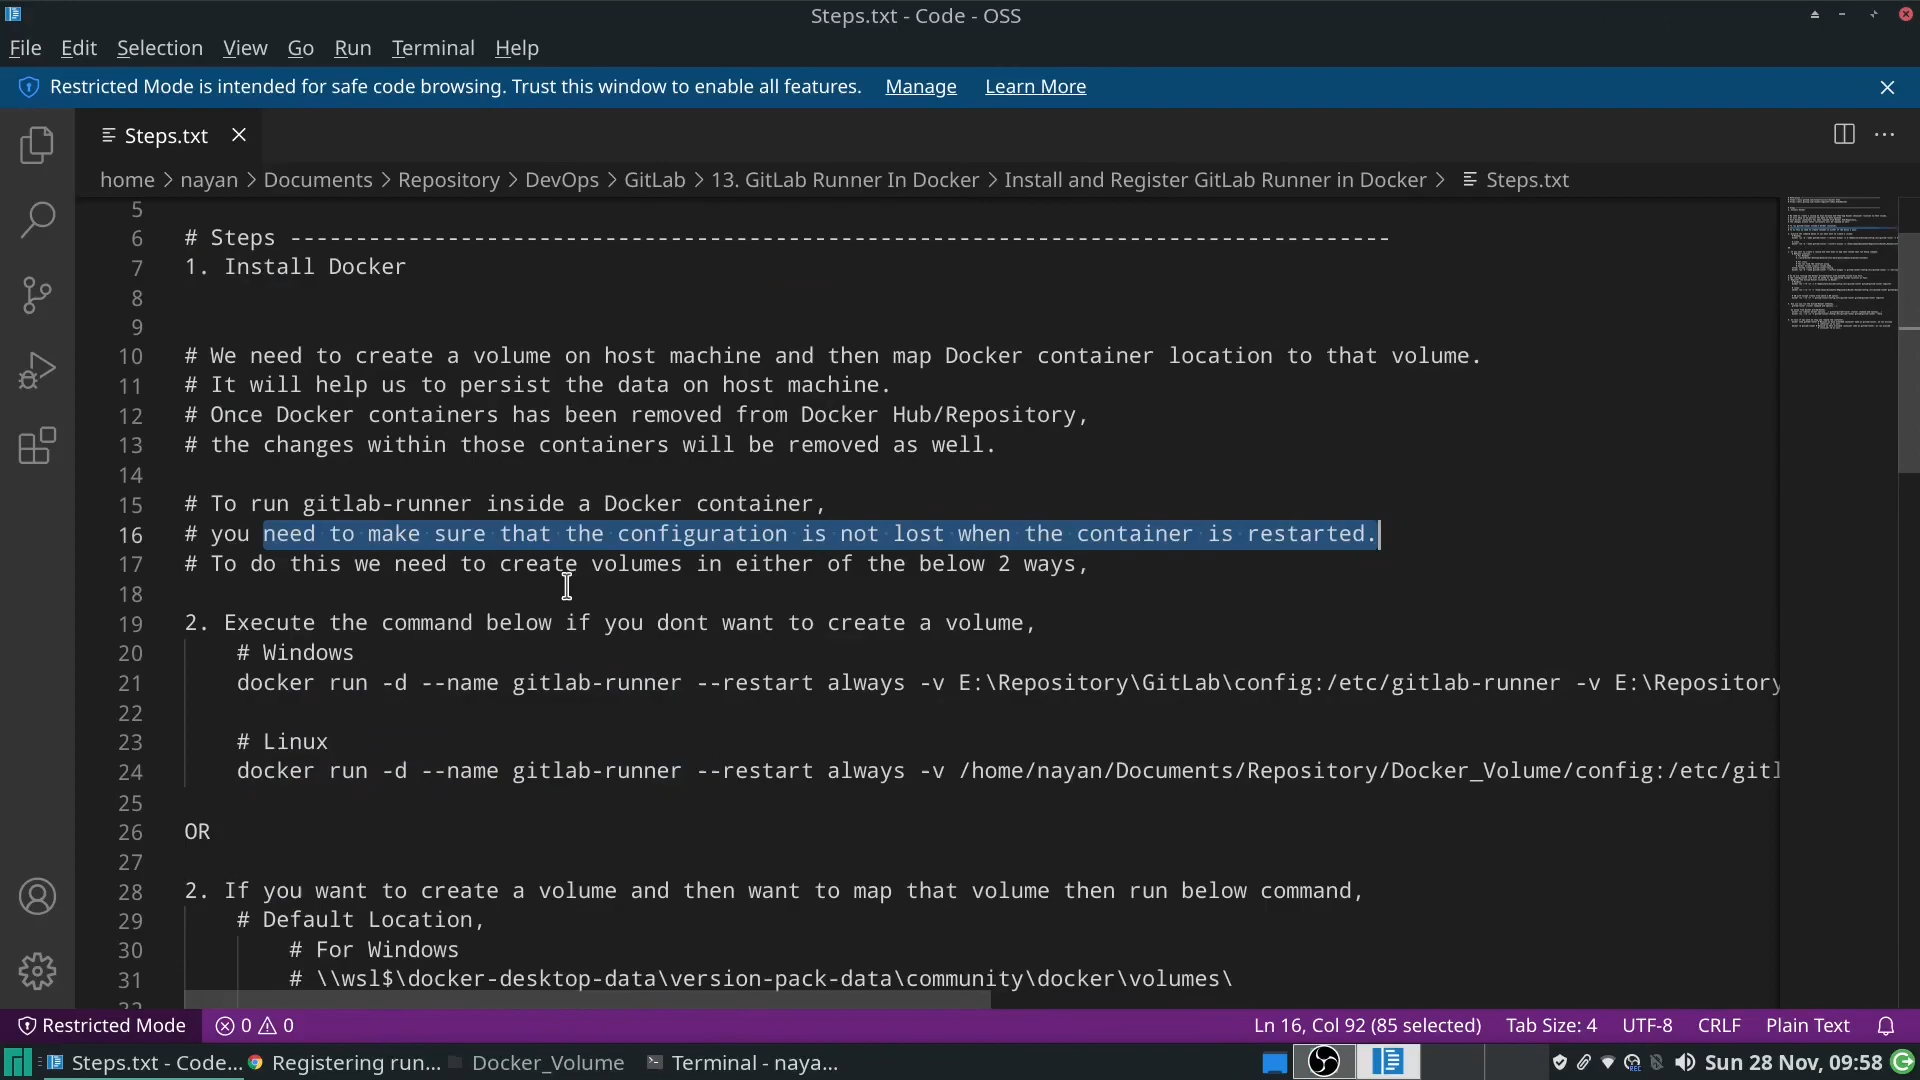 Steps.txt - Code - OSS
File Edit Selection View Go Run Terminal Help
Restricted Mode is intended for safe code browsing. Trust this window to enable all features. Manage Learn More
Steps.txt
home > nayan > Documents > Repository > DevOps > GitLab > 13. GitLab Runner In Docker > Install and Register GitLab Runner in Docker > Steps.txt
5
6 # Steps ------------------------------------------------------------------------------------
7 1. Install Docker
8
9
10 # We need to create a volume on host machine and then map Docker container location to that volume.
11 # It will help us to persist the data on host machine.
12 # Once Docker containers has been removed from Docker Hub/Repository,
13 # the changes within those containers will be removed as well.
14
15 # To run gitlab-runner inside a Docker container,
16 # you need to make sure that the configuration is not lost when the container is restarted.
17 # To do this we need to create volumes in either of the below 2 ways,
18
19 2. Execute the command below if you dont want to create a volume,
20 # Windows
21 docker run -d --name gitlab-runner --restart always -v E:\Repository\GitLab\config:/etc/gitlab-runner -v E:\Repository
22
23 # Linux
24 docker run -d --name gitlab-runner --restart always -v /home/nayan/Documents/Repository/Docker_Volume/config:/etc/gitl
25
26 OR
27
28 2. If you want to create a volume and then want to map that volume then run below command,
29 # Default Location,
30 # For Windows
31 # \\wsl$\docker-desktop-data\version-pack-data\community\docker\volumes\
Restricted Mode 0 0 Ln 16, Col 92 (85 selected) Tab Size: 4 UTF-8 CRLF Plain Text
Steps.txt - Code... Registering run... Docker_Volume Terminal - naya... Sun 28 Nov, 09:58